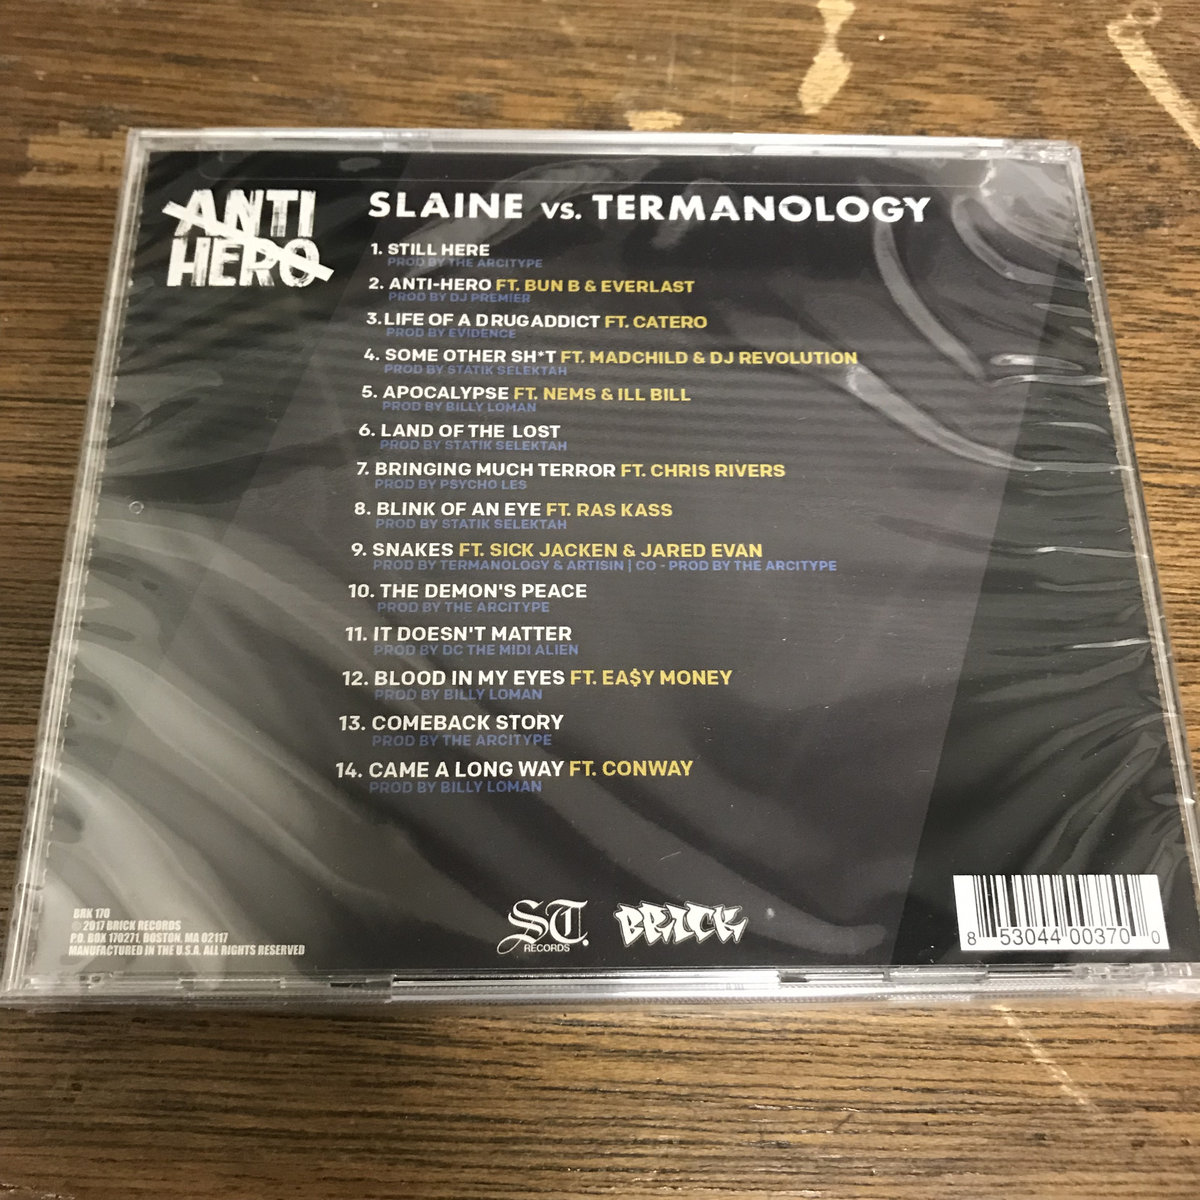 ANTI
HERO
SLAINE VS. TERMANOLOGY
1. STILL HERE
PROD BY THE ARCITYPE
2. ANTI-HERO FT. BUN B & EVERLAST
PROD BY DJ PREMIER
3. LIFE OF A DRUG ADDICT FT. CATERO
PROD BY EVIDENCE
4. SOME OTHER SH*T FT. MADCHILD & DJ REVOLUTION
PROD BY STATIK SELEKTAH
5. APOCALYPSE FT. NEMS & ILL BILL
PROD BY BILLY LOMAN
6. LAND OF THE LOST
PROD BY STATIK SELEKTAH
7. BRINGING MUCH TERROR FT. CHRIS RIVERS
PROD BY PSYCHO LES
8. BLINK OF AN EYE FT. RAS KASS
PROD BY STATIK SELEKTAH
9. SNAKES FT. SICK JACKEN & JARED EVAN
PROD BY TERMANOLOGY & ARTISIN | CO - PROD BY THE ARCITYPE
10. THE DEMON'S PEACE
PROD BY THE ARCITYPE
11. IT DOESN'T MATTER
PROD BY DC THE MIDI ALIEN
12. BLOOD IN MY EYES FT. EA$Y MONEY
PROD BY BILLY LOMAN
13. COMEBACK STORY
PROD BY THE ARCITYPE
14. CAME A LONG WAY FT. CONWAY
PROD BY BILLY LOMAN
BRK 170
© 2017 BRICK RECORDS
P.O. BOX 170271, BOSTON, MA 02117
MANUFACTURED IN THE U.S.A. ALL RIGHTS RESERVED
ST.
RECORDS
BRICK
8 53044 00370 0